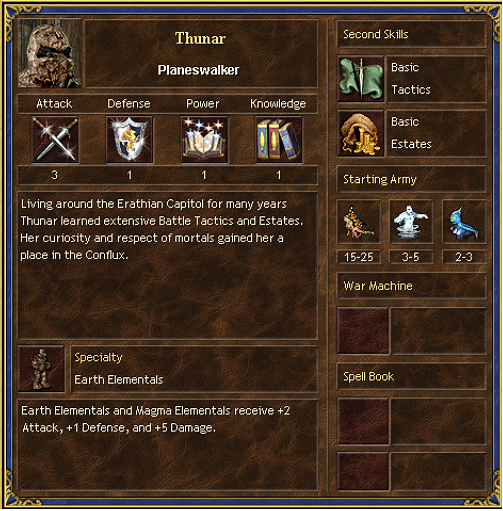 Thunar
Planeswalker
Attack Defense Power Knowledge
3 1 1 1
Living around the Erathian Capitol for many years
Thunar learned extensive Battle Tactics and Estates.
Her curiosity and respect of mortals gained her a
place in the Conflux.
Specialty
Earth Elementals
Earth Elementals and Magma Elementals receive +2
Attack, +1 Defense, and +5 Damage.
Second Skills
Basic
Tactics
Basic
Estates
Starting Army
15-25 3-5 2-3
War Machine
Spell Book